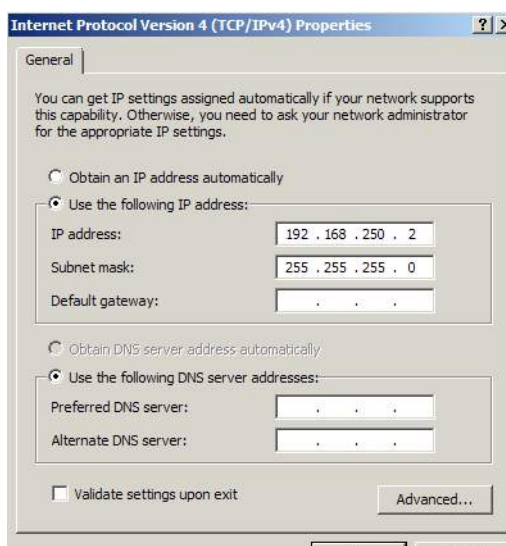 Internet Protocol Version 4 (TCP/IPv4) Properties
General
You can get IP settings assigned automatically if your network supports
this capability. Otherwise, you need to ask your network administrator
for the appropriate IP settings.
Obtain an IP address automatically
Use the following IP address:
IP address: 192 . 168 . 250 . 2
Subnet mask: 255 . 255 . 255 . 0
Default gateway: . . .
Obtain DNS server address automatically
Use the following DNS server addresses:
Preferred DNS server: . . .
Alternate DNS server: . . .
Validate settings upon exit
Advanced...